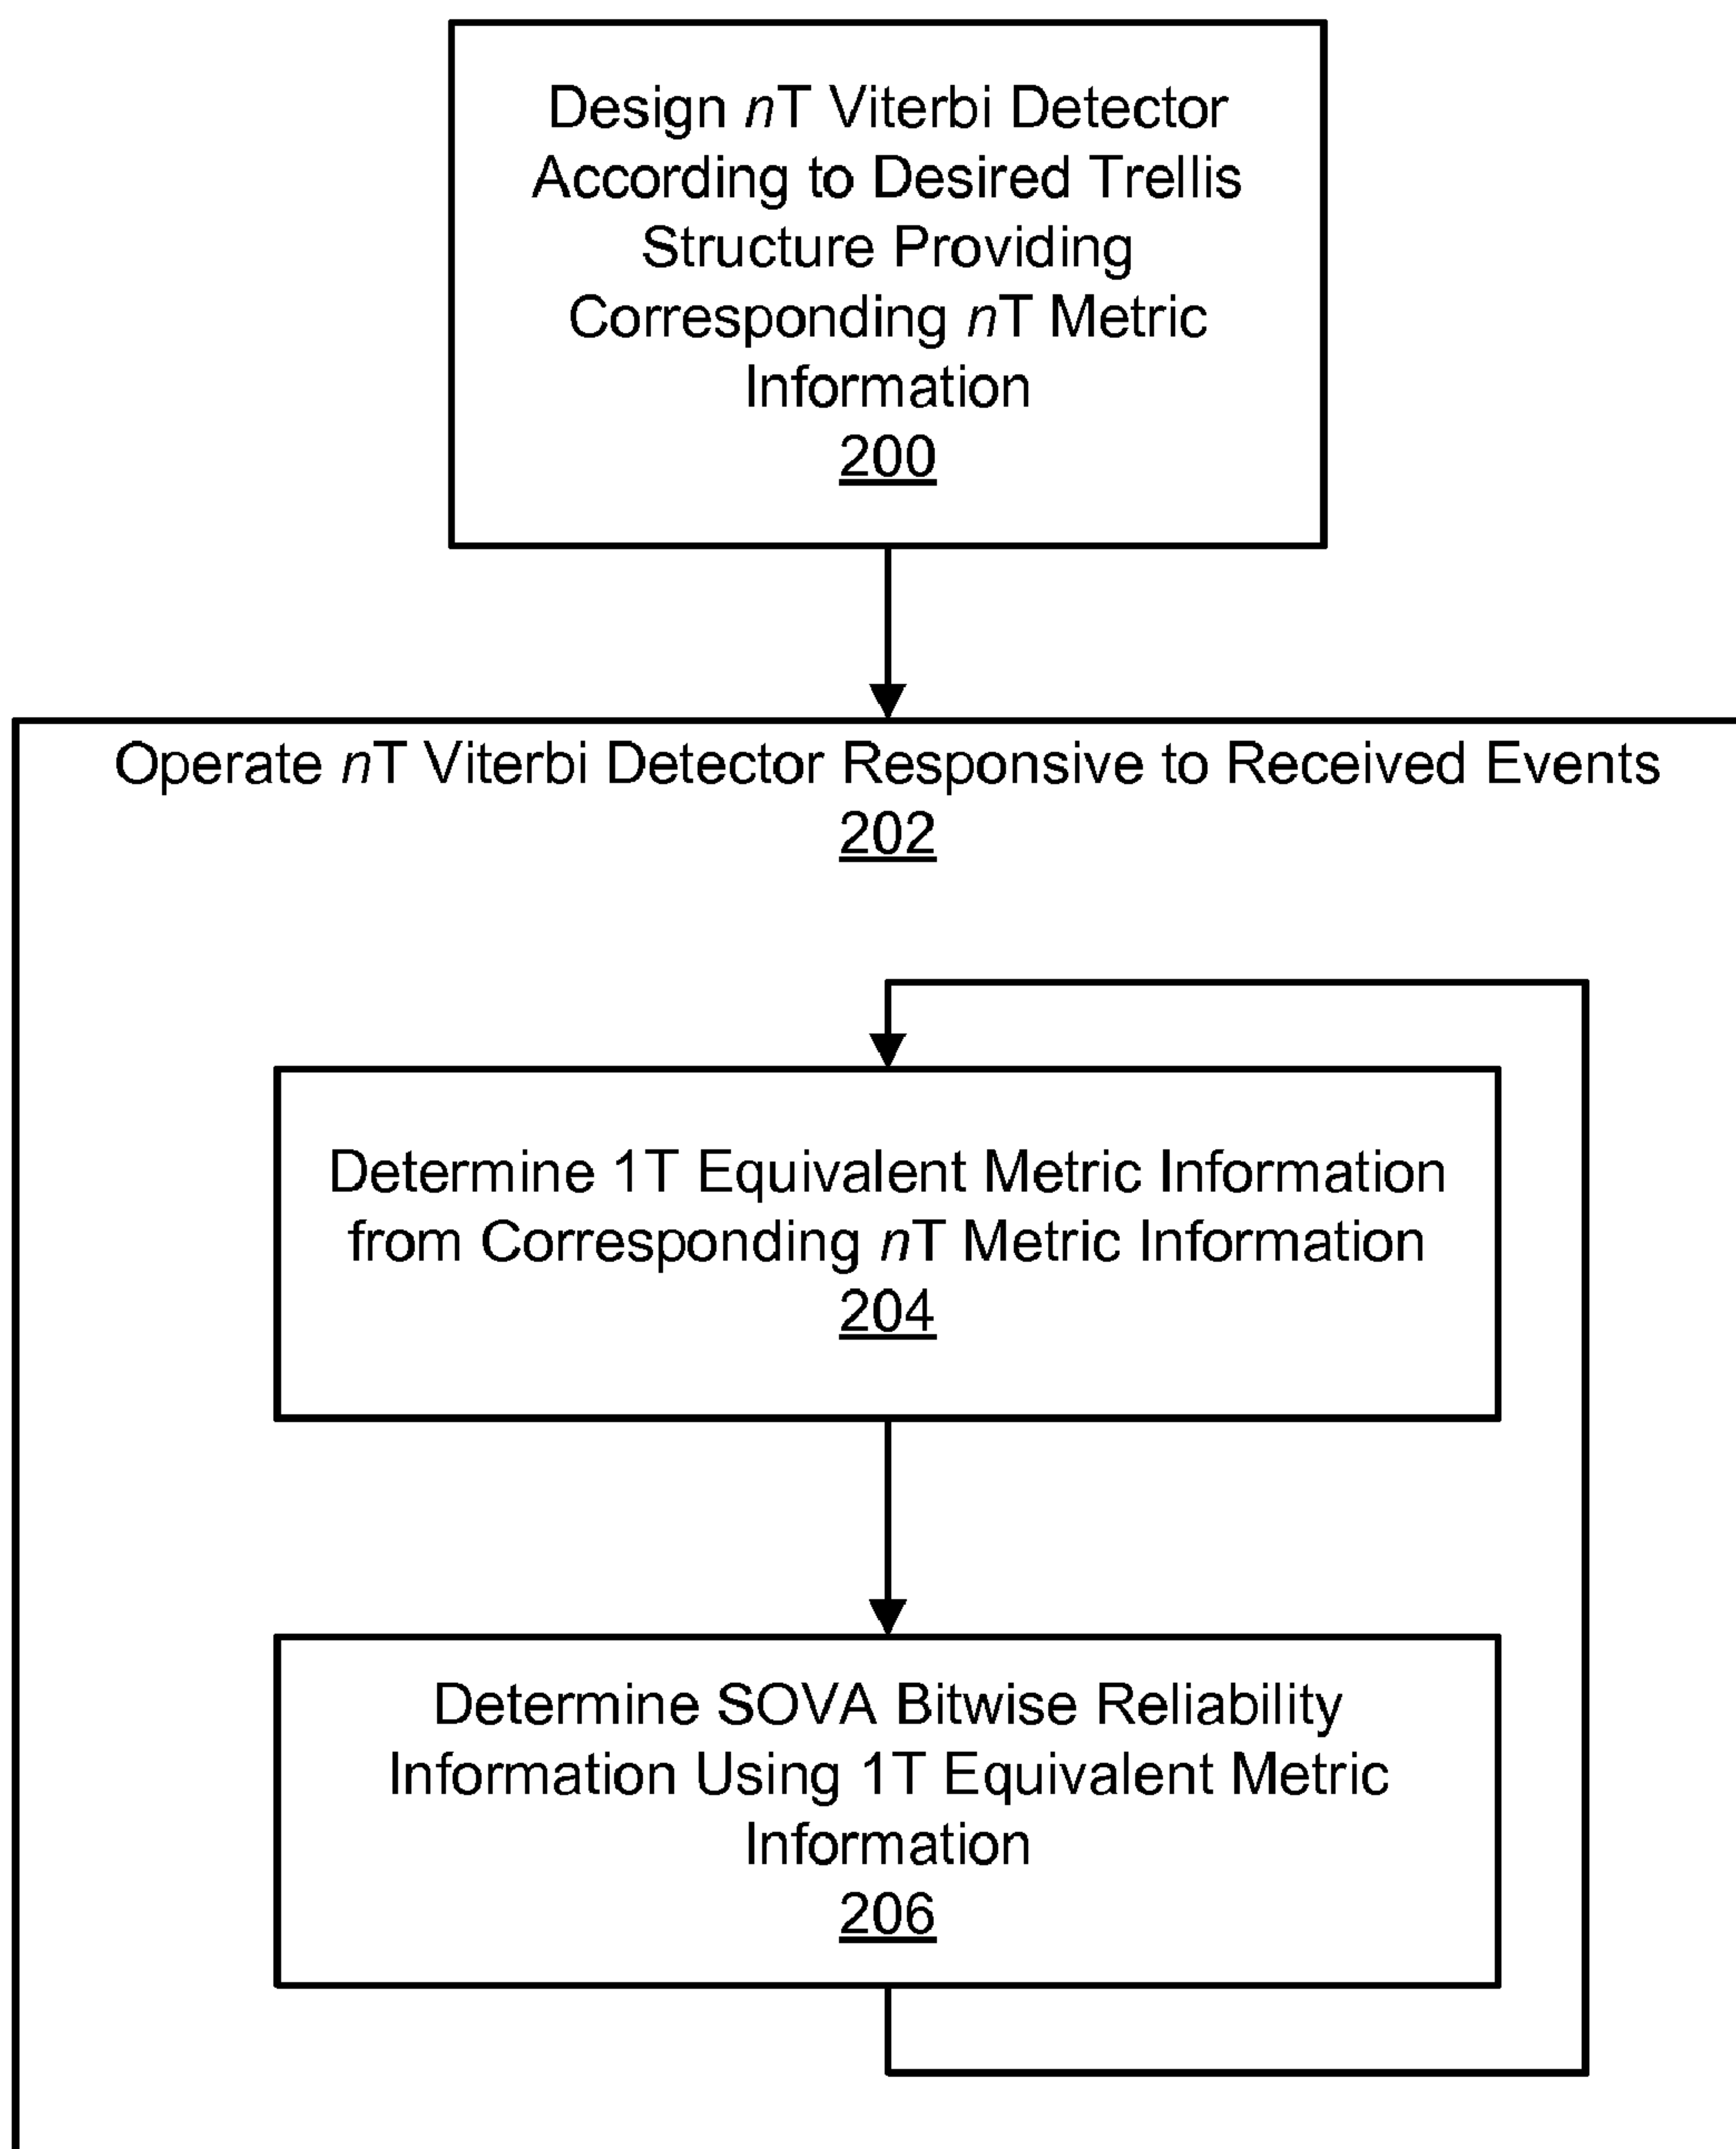 Design nT Viterbi Detector
According to Desired Trellis
Structure Providing
Corresponding nT Metric
Information
200
Operate nT Viterbi Detector Responsive to Received Events
202
Determine 1T Equivalent Metric Information
from Corresponding nT Metric Information
204
Determine SOVA Bitwise Reliability
Information Using 1T Equivalent Metric
Information
206